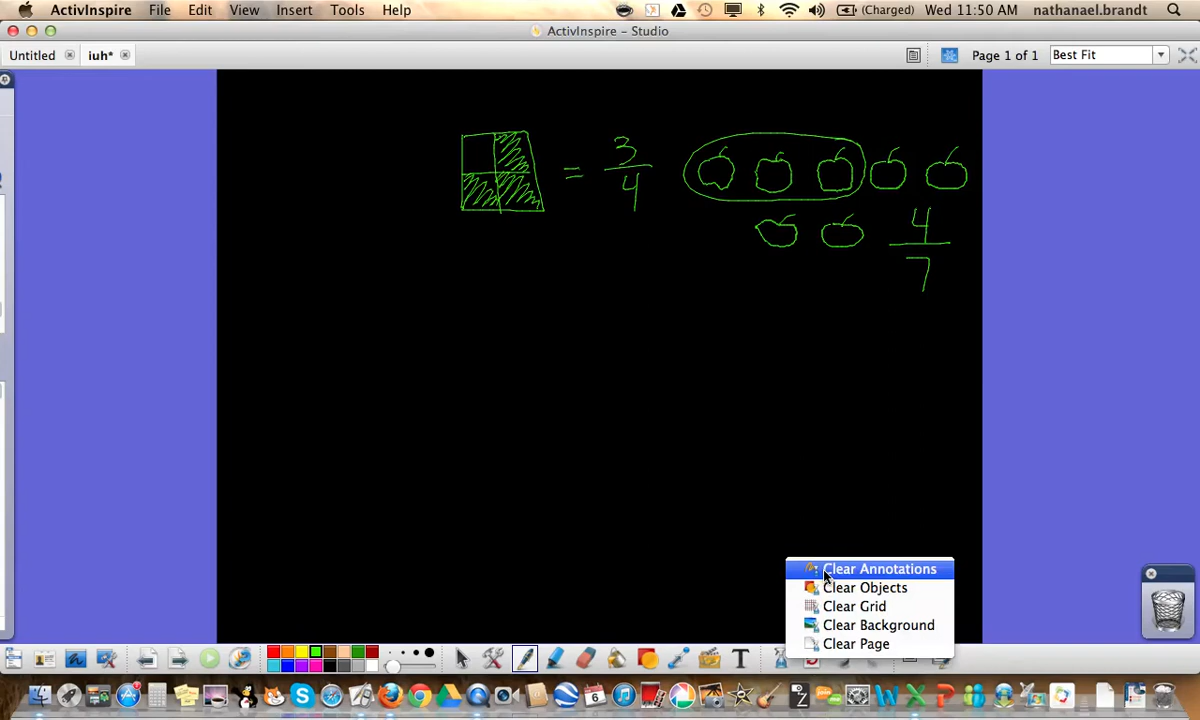 ActivInspire File Edit View Insert Tools Help (Charged) Wed 11:50 AM nathanael.brandt
ActivInspire – Studio
Untitled iuh* Page 1 of 1 Best Fit
= 3/4
4/7
Clear Annotations
Clear Objects
Clear Grid
Clear Background
Clear Page
T